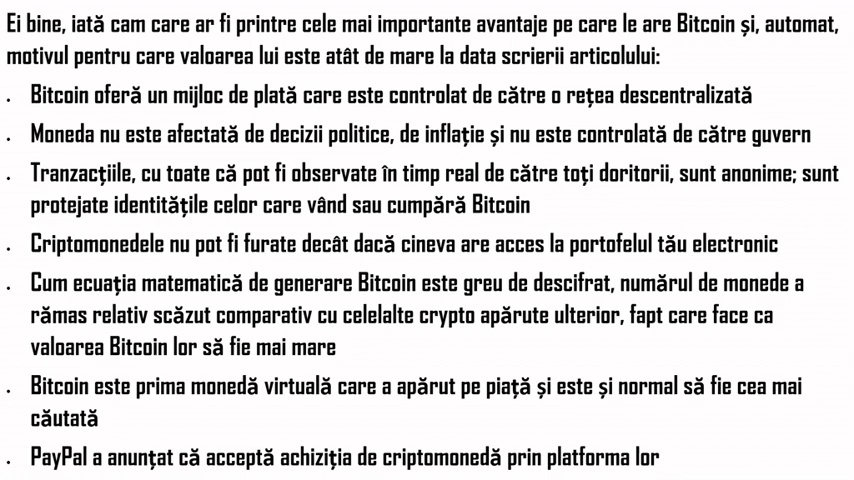 Ei bine, iată cam care ar fi printre cele mai importante avantaje pe care le are Bitcoin și, automat,
motivul pentru care valoarea lui este atât de mare la data scrierii articolului:
• Bitcoin oferă un mijloc de plată care este controlat de către o rețea descentralizată
• Moneda nu este afectată de decizii politice, de inflație și nu este controlată de către guvern
• Tranzacțiile, cu toate că pot fi observate în timp real de către toți doritorii, sunt anonime; sunt
protejate identitățile celor care vând sau cumpără Bitcoin
• Criptomonedele nu pot fi furate decât dacă cineva are acces la portofelul tău electronic
• Cum ecuația matematică de generare Bitcoin este greu de descifrat, numărul de monede a
rămas relativ scăzut comparativ cu celelalte crypto apărute ulterior, fapt care face ca
valoarea Bitcoin lor să fie mai mare
• Bitcoin este prima monedă virtuală care a apărut pe piață și este și normal să fie cea mai
căutată
• PayPal a anunțat că acceptă achiziția de criptomonedă prin platforma lor